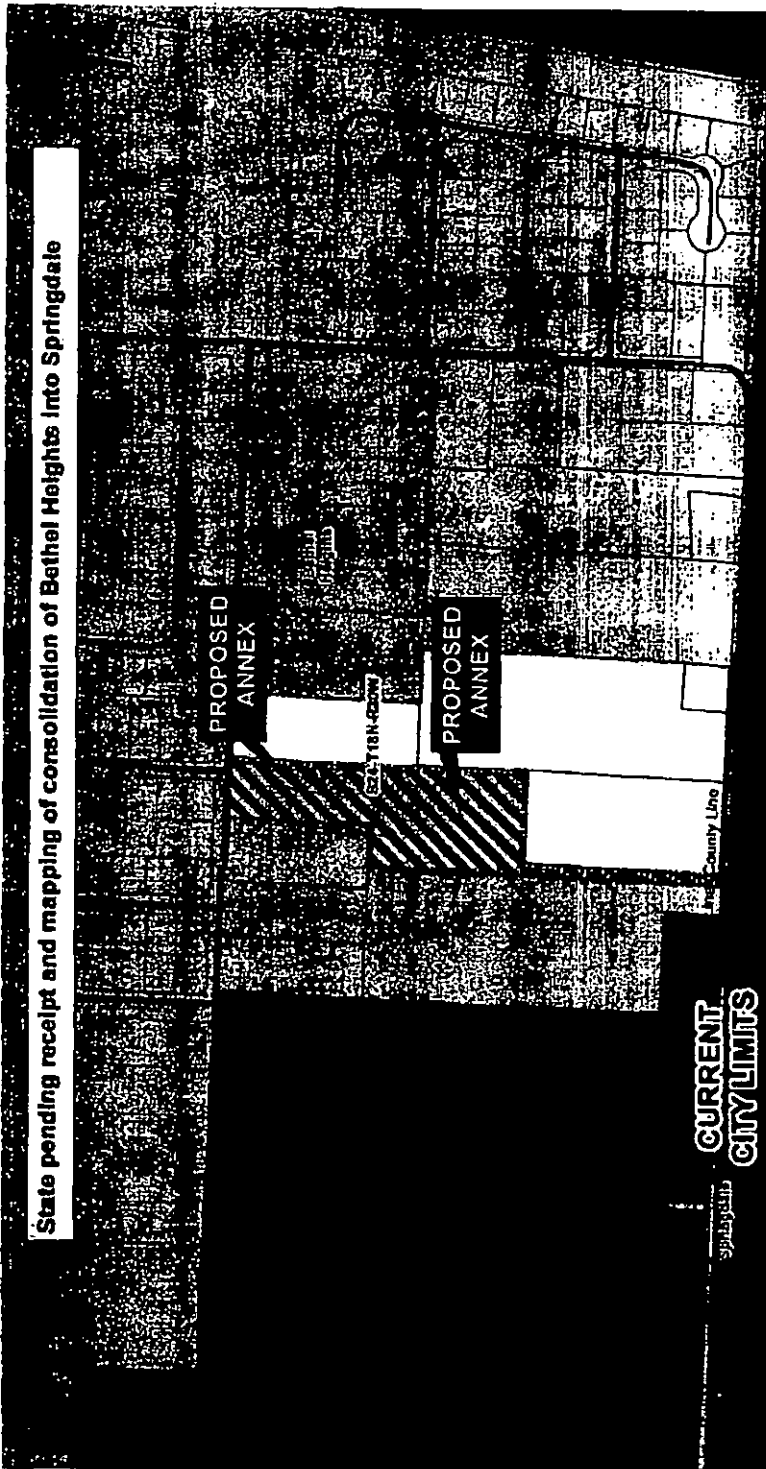 State pending receipt and mapping of consolidation of Bethel Heights into Springdale
PROPOSED
ANNEX
PROPOSED
ANNEX
County Line
CURRENT
CITY LIMITS
Springdale